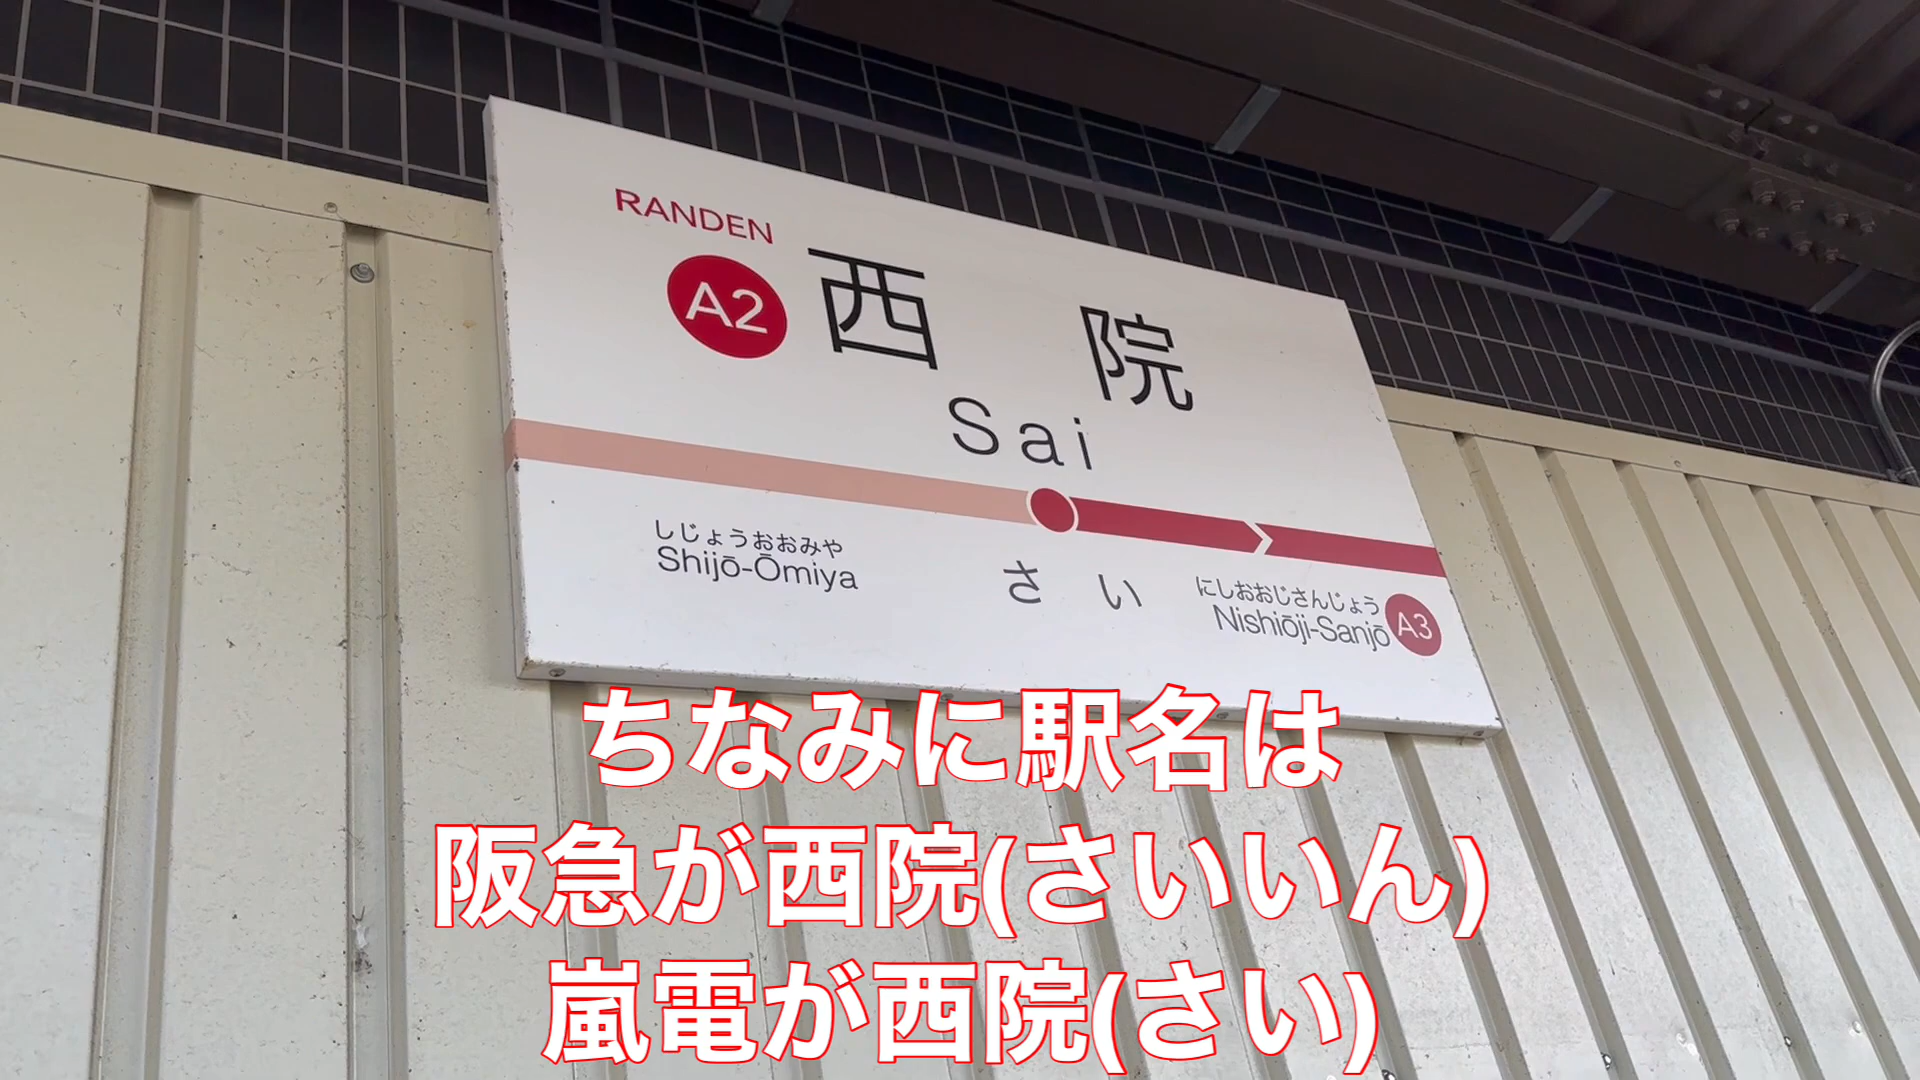 RANDEN
A2
西院
Sai
しじょうおおみや
Shijō-Ōmiya
さい
にしおおじさんじょう
Nishiōji-Sanjō
A3
ちなみに駅名は
阪急が西院(さいいん)
嵐電が西院(さい)